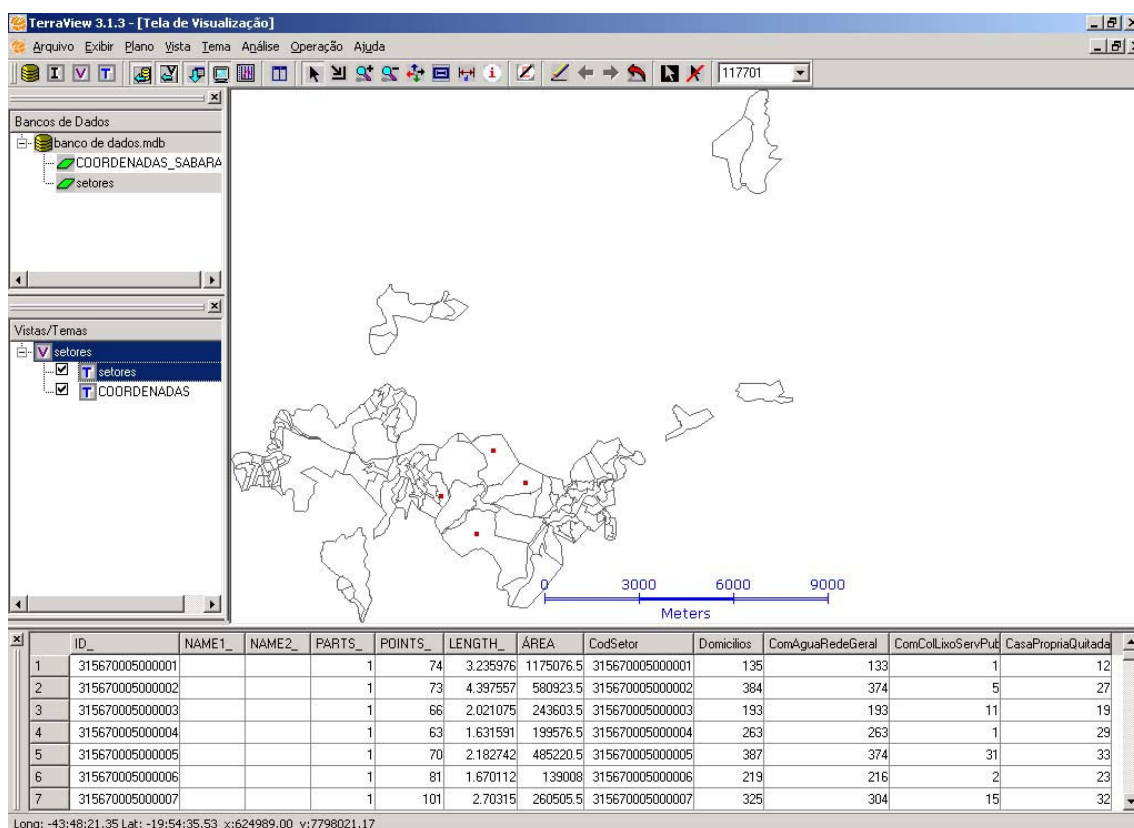 TerraView 3.1.3 - [Tela de Visualização]
Arquivo Exibir Plano Vista Tema Análise Operação Ajuda
I V T 117701
Bancos de Dados
banco de dados.mdb
COORDENADAS_SABARA
setores
Vistas/Temas
V setores
T setores
T COORDENADAS
0 3000 6000 9000
Meters
ID_ NAME1_ NAME2_ PARTS_ POINTS_ LENGTH_ ÁREA CodSetor Domicilios ComAguaRedeGeral ComColLixoServPub CasaPropriaQuitada
1 315670005000001 1 74 3.235976 1175076.5 315670005000001 135 133 1 12
2 315670005000002 1 73 4.397557 580923.5 315670005000002 384 374 5 27
3 315670005000003 1 66 2.021075 243603.5 315670005000003 193 193 11 19
4 315670005000004 1 63 1.631591 199576.5 315670005000004 263 263 1 29
5 315670005000005 1 70 2.182742 485220.5 315670005000005 387 374 31 33
6 315670005000006 1 81 1.670112 139008 315670005000006 219 216 2 23
7 315670005000007 1 101 2.70315 260505.5 315670005000007 325 304 15 32
Long: -43:48:21.35 Lat: -19:54:35.53 x:624989.00 y:7798021.17